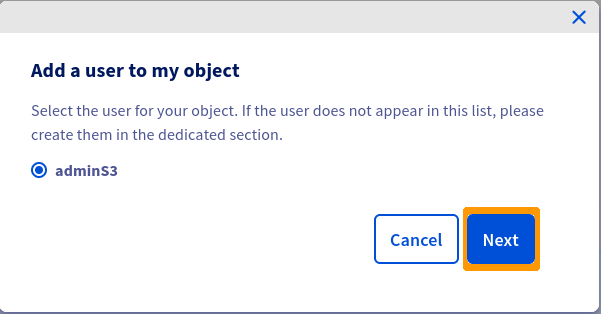 Add a user to my object
Select the user for your object. If the user does not appear in this list, please
create them in the dedicated section.
adminS3
Cancel
Next